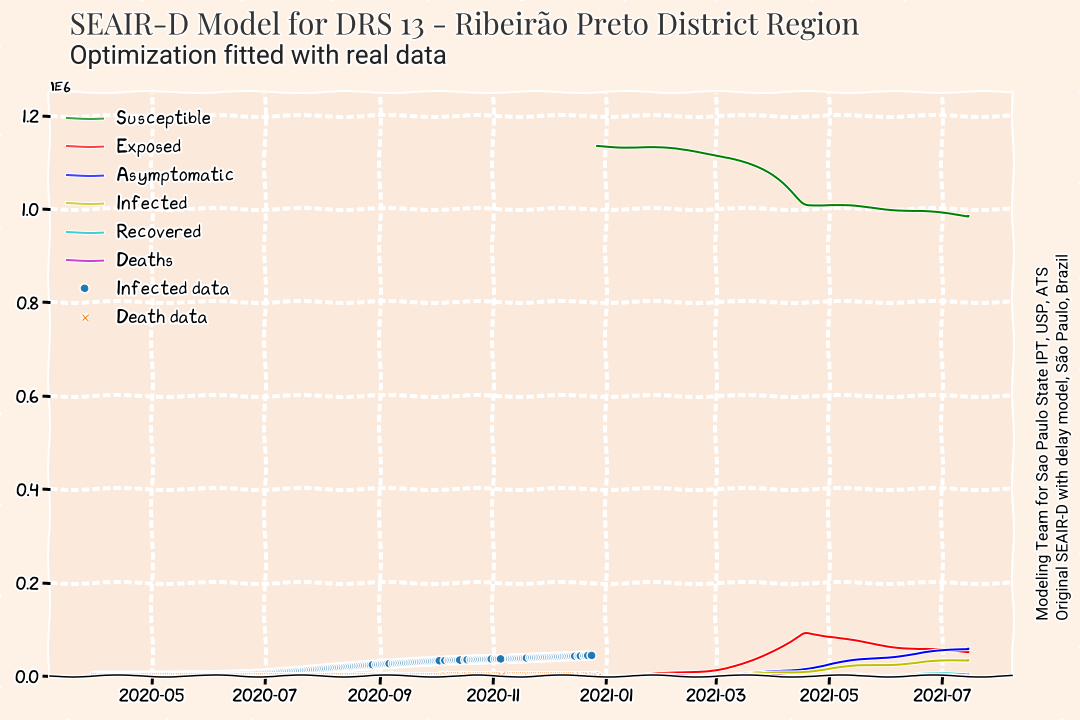 SEAIR-D Model for DRS 13 - Ribeirão Preto District Region
Optimization fitted with real data
1E6
1.2
1.0
0.8
0.6
0.4
0.2
0.0
Susceptible
Exposed
Asymptomatic
Infected
Recovered
Deaths
Infected data
Death data
2020-05
2020-07
2020-09
2020-11
2021-01
2021-03
2021-05
2021-07
Modeling Team for Sao Paulo State IPT, USP, ATS
Original SEAIR-D with delay model, São Paulo, Brazil